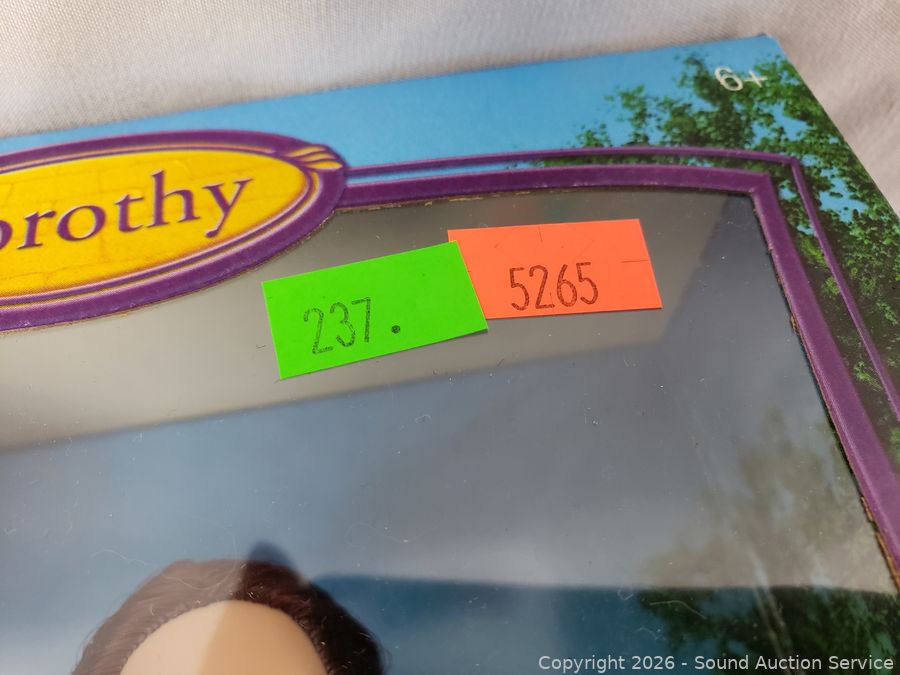 6+
orothy
5265
237.
Copyright 2026 - Sound Auction Service